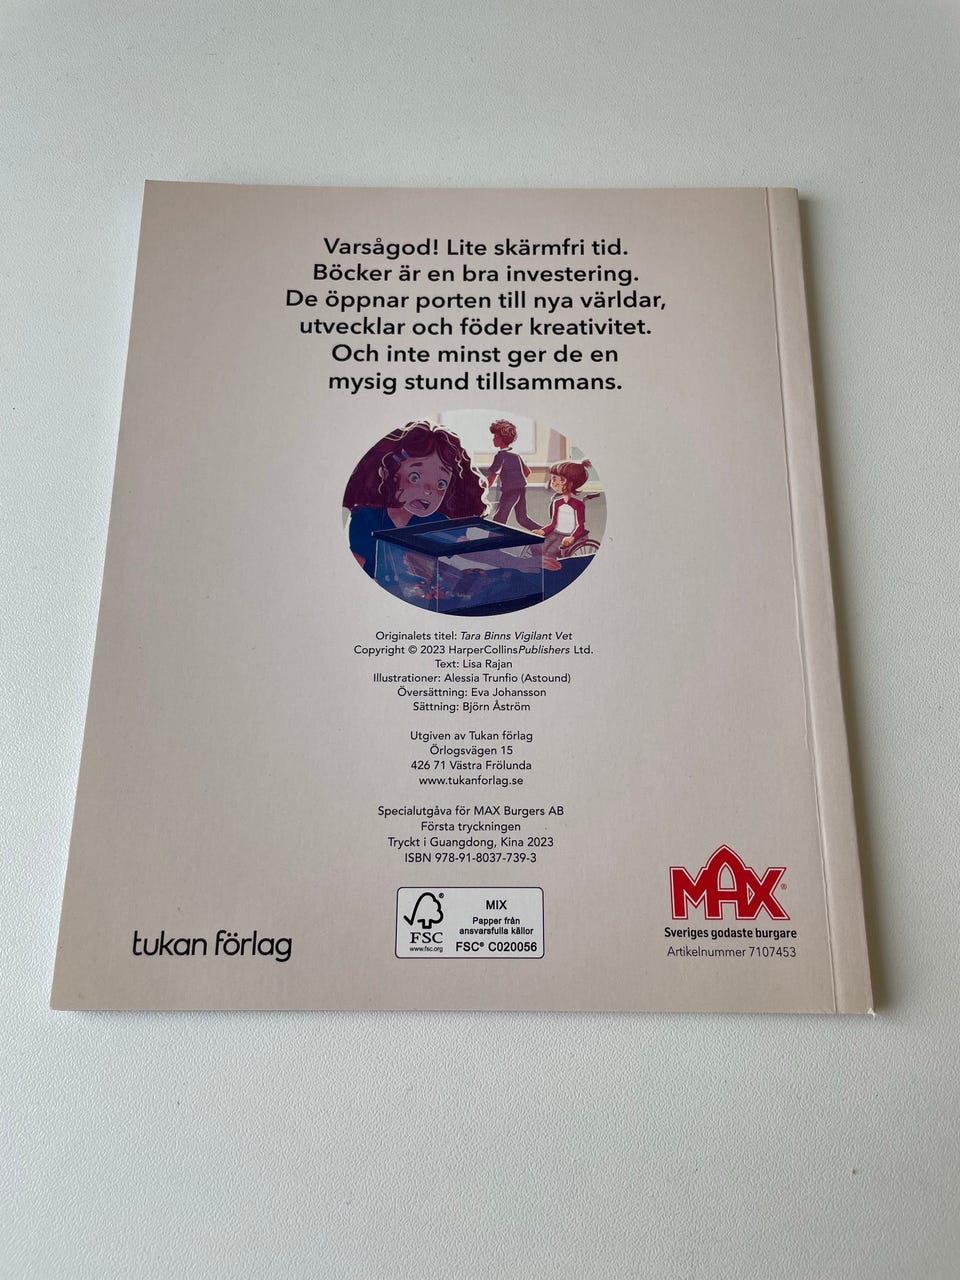 Varsågod! Lite skärmfri tid.
Böcker är en bra investering.
De öppnar porten till nya världar,
utvecklar och föder kreativitet.
Och inte minst ger de en
mysig stund tillsammans.
Originalets titel: Tara Binns Vigilant Vet
Copyright © 2023 HarperCollinsPublishers Ltd.
Text: Lisa Rajan
Illustrationer: Alessia Trunfio (Astound)
Översättning: Eva Johansson
Sättning: Björn Åström
Utgiven av Tukan förlag
Örlogsvägen 15
426 71 Västra Frölunda
www.tukanforlag.se
Specialutgåva för MAX Burgers AB
Första tryckningen
Tryckt i Guangdong, Kina 2023
ISBN 978-91-8037-739-3
tukan förlag
FSC
www.fsc.org
MIX
Papper från
ansvarsfulla källor
FSC® C020056
MAX®
Sveriges godaste burgare
Artikelnummer 7107453